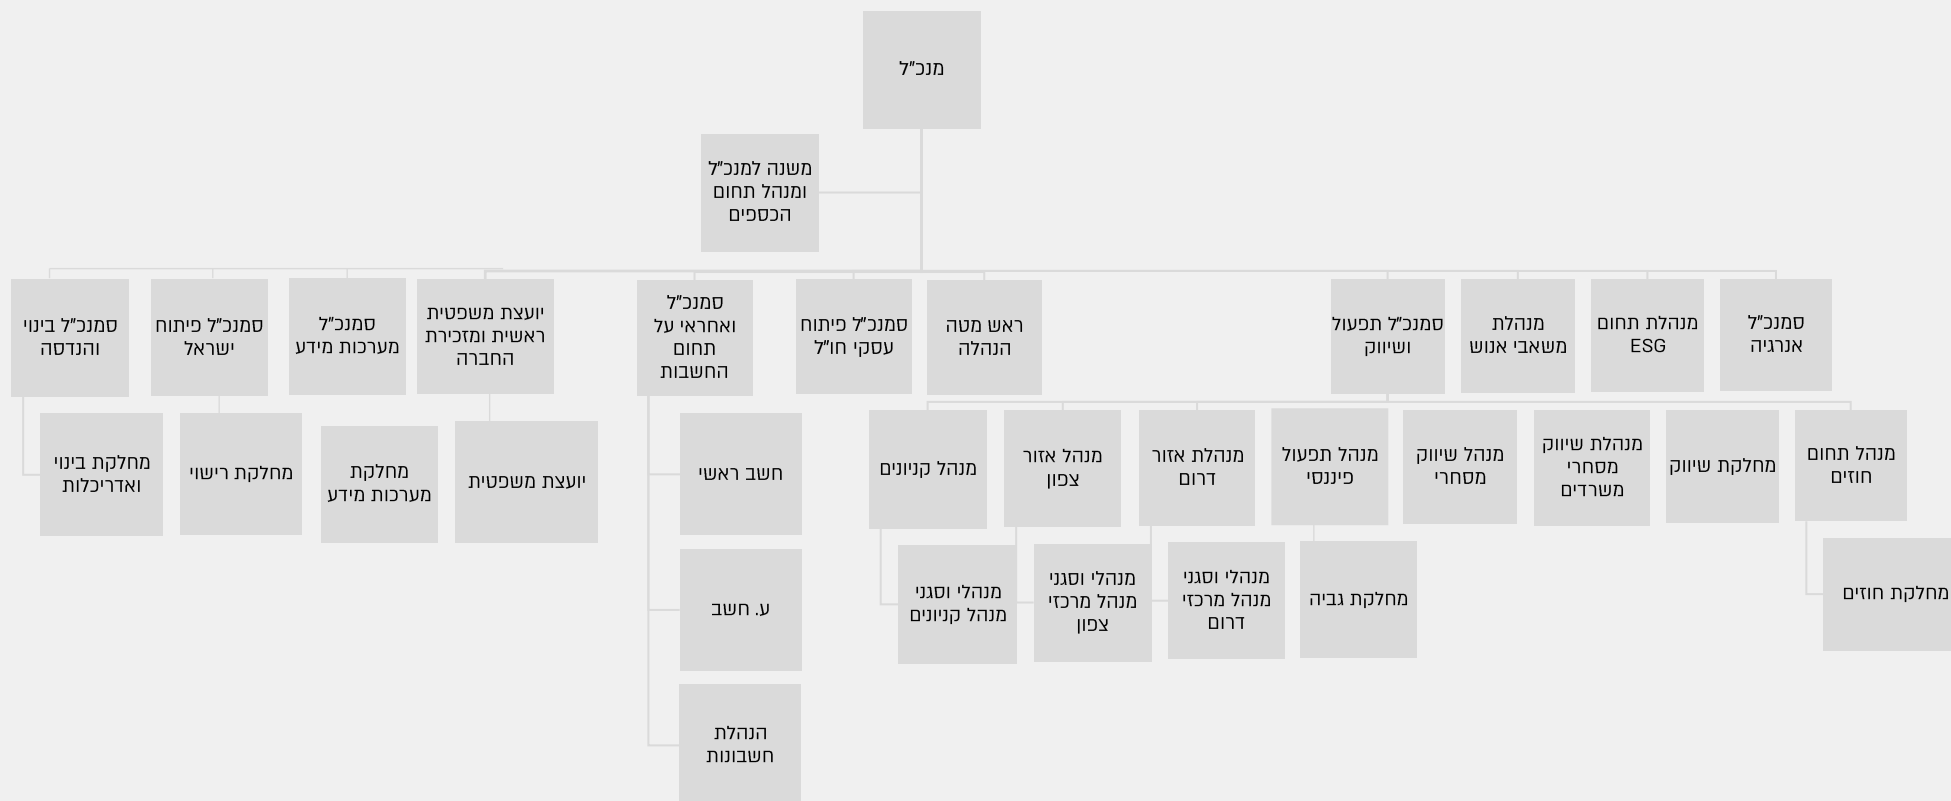 מנכ"ל
משנה למנכ"ל
ומנהל תחום
הכספים
סמנכ"ל
אנרגיה
מנהלת תחום
ESG
מנהלת
משאבי אנוש
סמנכ"ל תפעול
ושיווק
ראש מטה
הנהלה
סמנכ"ל פיתוח
עסקי חו"ל
סמנכ"ל
ואחראי על
תחום
החשבות
יועצת משפטית
ראשית ומזכירת
החברה
סמנכ"ל
מערכות מידע
סמנכ"ל פיתוח
ישראל
סמנכ"ל בינוי
והנדסה
מנהל תחום
חוזים
מחלקת שיווק
מנהלת שיווק
מסחרי
משרדים
מנהל שיווק
מסחרי
מנהל תפעול
פיננסי
מנהלת אזור
דרום
מנהל אזור
צפון
מנהל קניונים
חשב ראשי
יועצת משפטית
מחלקת
מערכות מידע
מחלקת רישוי
מחלקת בינוי
ואדריכלות
מחלקת חוזים
מחלקת גביה
מנהלי וסגני
מנהל מרכזי
דרום
מנהלי וסגני
מנהל מרכזי
צפון
מנהלי וסגני
מנהל קניונים
ע. חשב
הנהלת
חשבונות